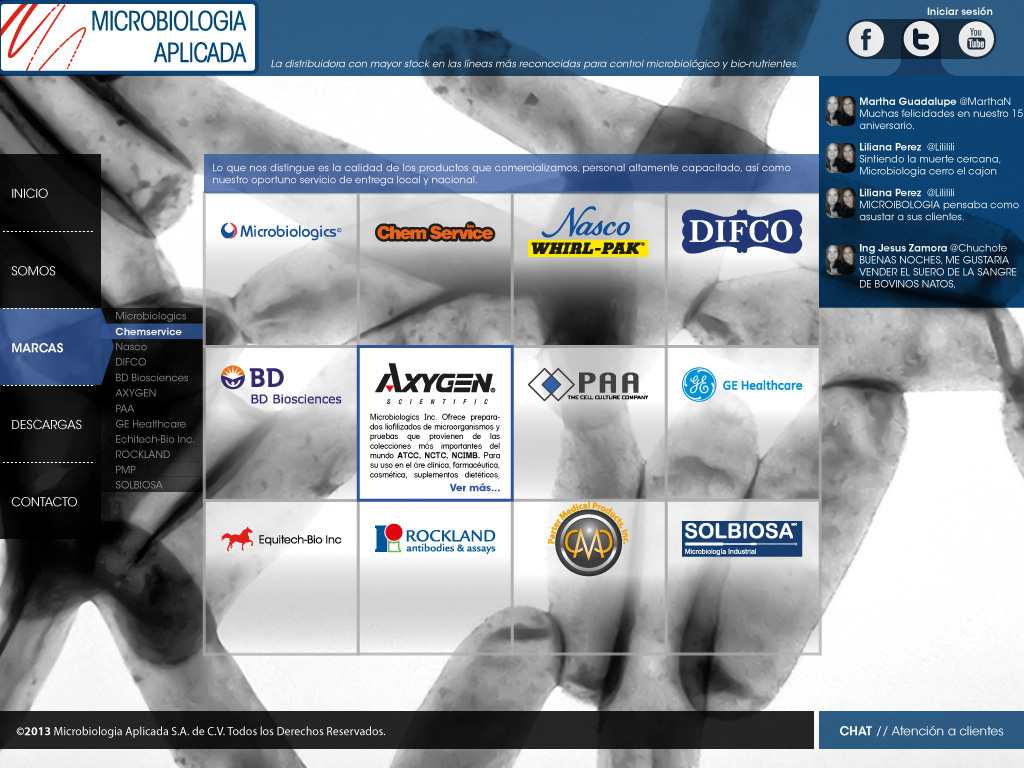 MICROBIOLOGIA
APLICADA
La distribuidora con mayor stock en las líneas más reconocidas para control microbiológico y bio-nutrientes.
Iniciar sesión
You
Tube
Martha Guadalupe @MarthaN
Muchas felicidades en nuestro 15
aniversario.
Liliana Perez @Lililili
Sintiendo la muerte cercana,
Microbiologia cerro el cajon
Liliana Perez @Lililili
MICROIBOLOGIA pensaba como
asustar a sus clientes.
Ing Jesus Zamora @Chuchote
BUENAS NOCHES, ME GUSTARIA
VENDER EL SUERO DE LA SANGRE
DE BOVINOS NATOS,
INICIO
SOMOS
MARCAS
DESCARGAS
CONTACTO
Microbiologics
Chemservice
Nasco
DIFCO
BD Biosciences
AXYGEN
PAA
GE Healthcare
Echitech-Bio Inc.
ROCKLAND
PMP
SOLBIOSA
Lo que nos distingue es la calidad de los productos que comercializamos, personal altamente capacitado, así como
nuestro oportuno servicio de entrega local y nacional.
Microbiologics®
Chem Service
Nasco
WHIRL-PAK®
DIFCO
BD
BD Biosciences
AXYGEN®
SCIENTIFIC
Microbiologics Inc. Ofrece prepara-
dos liofilizados de microorganismos y
pruebas que provienen de las
colecciones más importantes del
mundo ATCC, NCTC, NCIMB. Para
su uso en el áre clínica, farmacéutica,
cosmética, suplementos dietéticos,
Ver más...
PAA
THE CELL CULTURE COMPANY
GE Healthcare
Equitech-Bio Inc
ROCKLAND
antibodies & assays
Parter Medical Products Inc
SOLBIOSA
Microbiología Industrial
©2013 Microbiologia Aplicada S.A. de C.V. Todos los Derechos Reservados.
CHAT // Atención a clientes